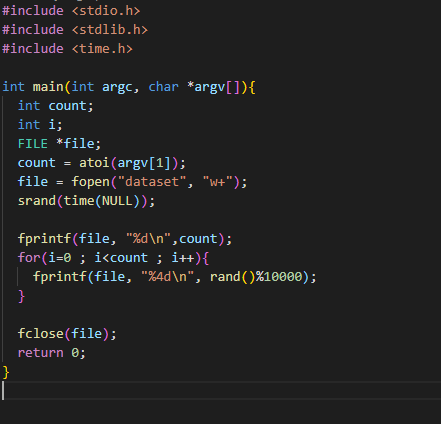 #include <stdio.h>
#include <stdlib.h>
#include <time.h>

int main(int argc, char *argv[]){
  int count;
  int i;
  FILE *file;
  count = atoi(argv[1]);
  file = fopen("dataset", "w+");
  srand(time(NULL));

  fprintf(file, "%d\n",count);
  for(i=0 ; i<count ; i++){
    fprintf(file, "%4d\n", rand()%10000);
  }

  fclose(file);
  return 0;
}